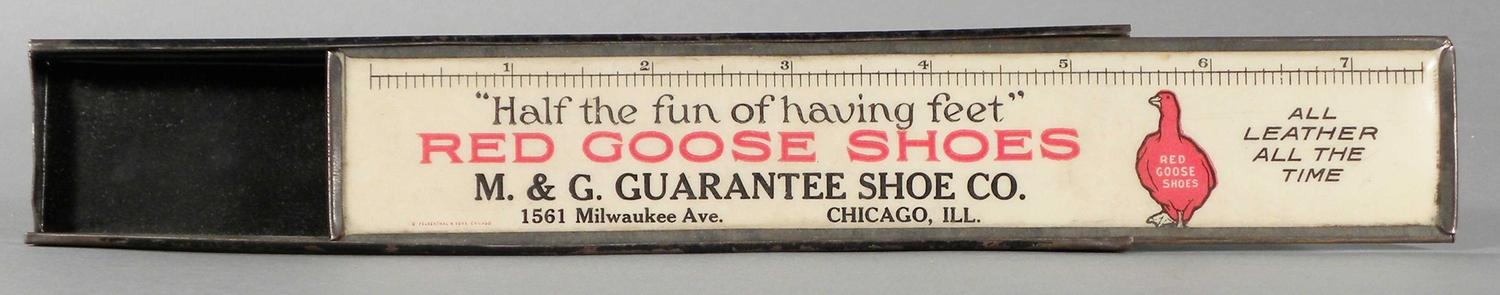 1 2 3 4 5 6 7
"Half the fun of having feet"
RED GOOSE SHOES
M. & G. GUARANTEE SHOE CO.
1561 Milwaukee Ave. CHICAGO, ILL.
RED
GOOSE
SHOES
ALL
LEATHER
ALL THE
TIME